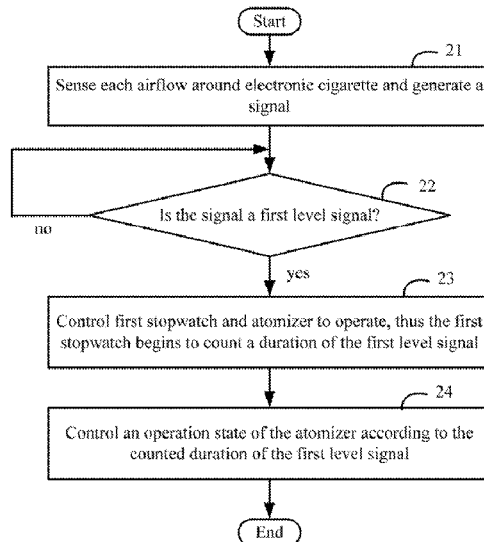 Start
21
Sense each airflow around electronic cigarette and generate a
signal
22
Is the signal a first level signal?
no
yes
23
Control first stopwatch and atomizer to operate, thus the first
stopwatch begins to count a duration of the first level signal
24
Control an operation state of the atomizer according to the
counted duration of the first level signal
End